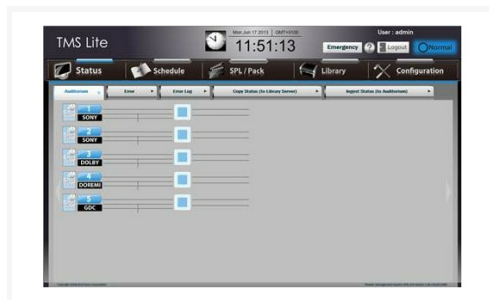 TMS Lite
Mon Jun 17 2013 | GMT+0100
11:51:13
User : admin
Emergency
?
Logout
Normal
Status
Schedule
SPL / Pack
Library
Configuration
Auditorium
Error
Error Log
Copy Status (to Library Server)
Ingest Status (to Auditorium)
1
SONY
2
SONY
3
DOLBY
4
DOREMI
5
GDC